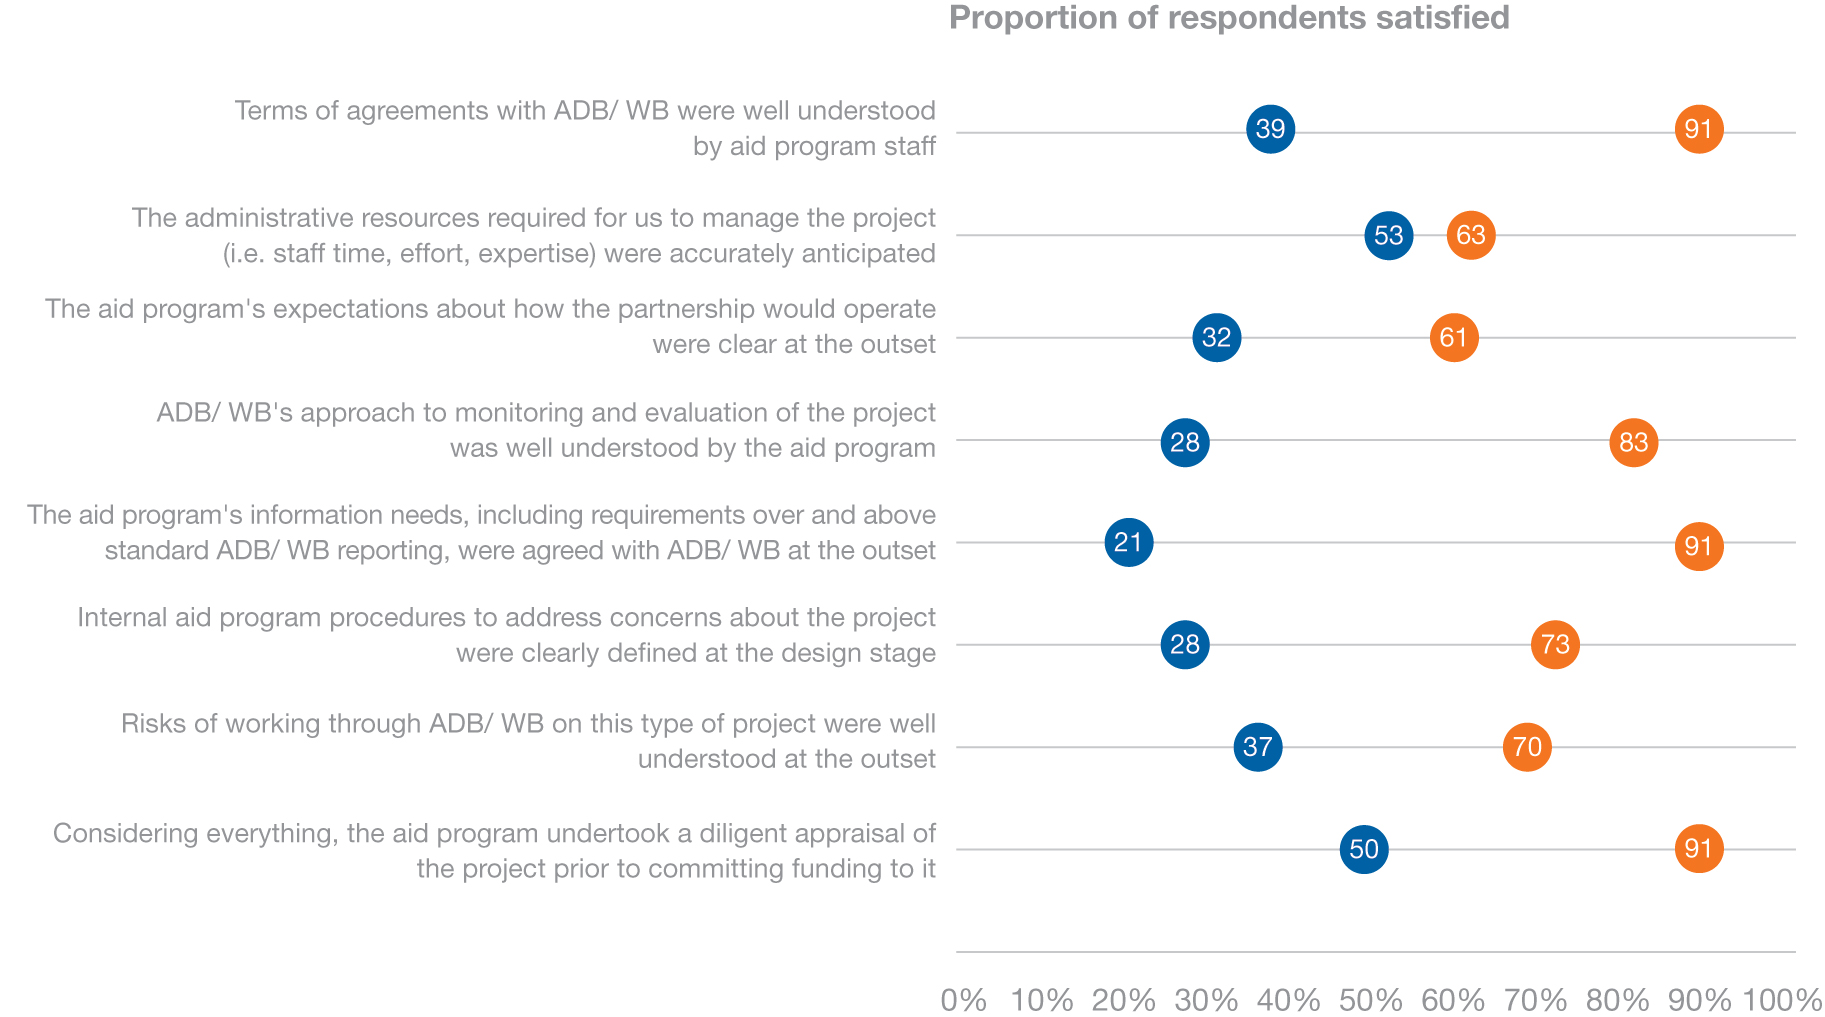 Proportion of respondents satisfied
Terms of agreements with ADB/ WB were well understood
by aid program staff
39
91
The administrative resources required for us to manage the project
(i.e. staff time, effort, expertise) were accurately anticipated
53
63
The aid program's expectations about how the partnership would operate
were clear at the outset
32
61
ADB/ WB's approach to monitoring and evaluation of the project
was well understood by the aid program
28
83
The aid program's information needs, including requirements over and above
standard ADB/ WB reporting, were agreed with ADB/ WB at the outset
21
91
Internal aid program procedures to address concerns about the project
were clearly defined at the design stage
28
73
Risks of working through ADB/ WB on this type of project were well
understood at the outset
37
70
Considering everything, the aid program undertook a diligent appraisal of
the project prior to committing funding to it
50
91
0% 10% 20% 30% 40% 50% 60% 70% 80% 90% 100%